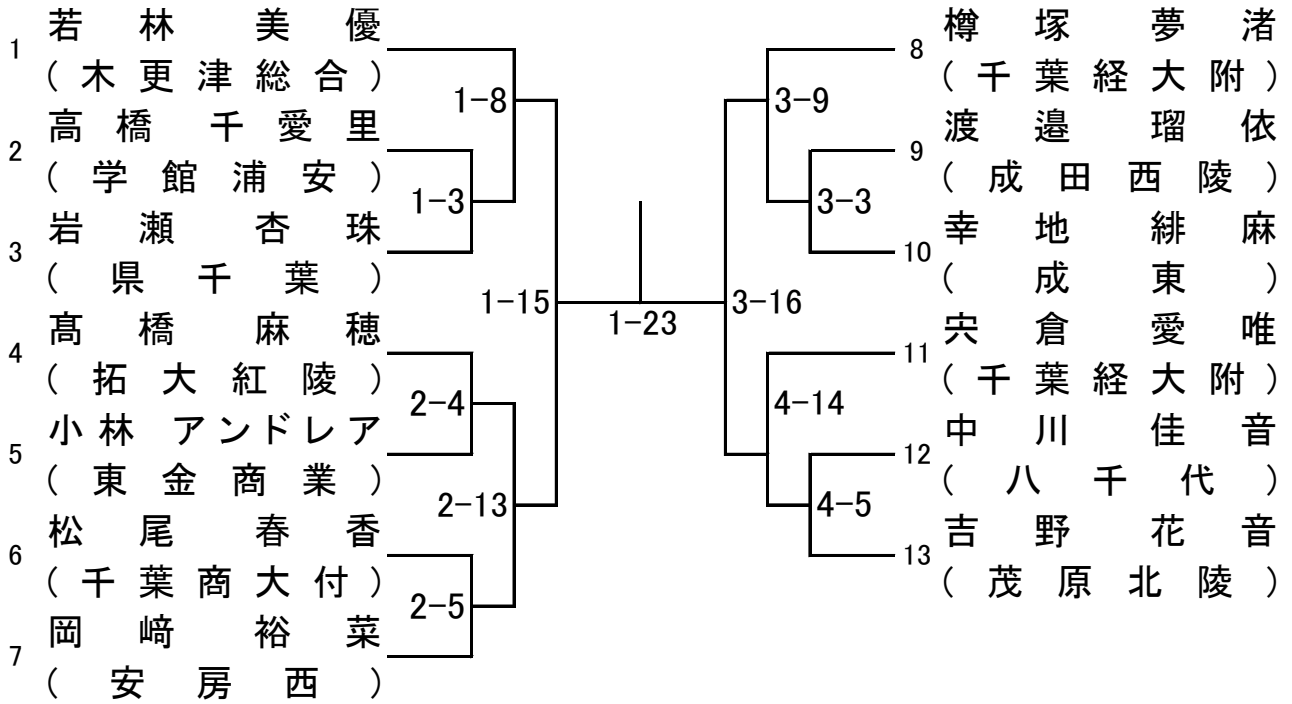 1 若林美優
(木更津総合)
2 高橋千愛里
(学館浦安)
3 岩瀬杏珠
(県千葉)
4 髙橋麻穂
(拓大紅陵)
5 小林 アンドレア
(東金商業)
6 松尾春香
(千葉商大付)
7 岡﨑裕菜
(安房西)
1-8
1-3
1-15
2-4
2-13
2-5
1-23
3-16
3-9
3-3
4-14
4-5
8 樽塚夢渚
(千葉経大附)
9 渡邉瑠依
(成田西陵)
10 幸地緋麻
(成東)
11 宍倉愛唯
(千葉経大附)
12 中川佳音
(八千代)
13 吉野花音
(茂原北陵)